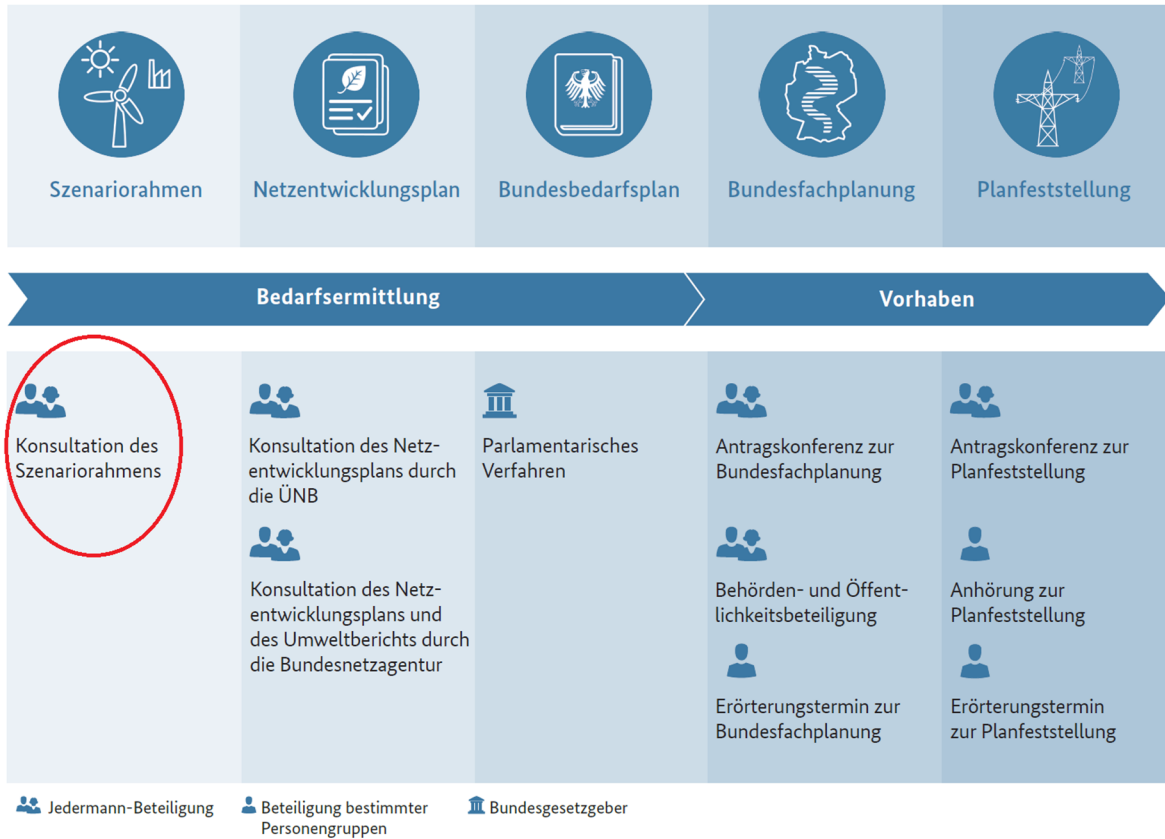 Szenariorahmen
Netzentwicklungsplan
Bundesbedarfsplan
Bundesfachplanung
Planfeststellung
Bedarfsermittlung
Vorhaben
Konsultation des
Szenariorahmens
Konsultation des Netz-
entwicklungsplans durch
die ÜNB
Konsultation des Netz-
entwicklungsplans und
des Umweltberichts durch
die Bundesnetzagentur
Parlamentarisches
Verfahren
Antragskonferenz zur
Bundesfachplanung
Behörden- und Öffent-
lichkeitsbeteiligung
Erörterungstermin zur
Bundesfachplanung
Antragskonferenz zur
Planfeststellung
Anhörung zur
Planfeststellung
Erörterungstermin
zur Planfeststellung
Jedermann-Beteiligung
Beteiligung bestimmter
Personengruppen
Bundesgesetzgeber